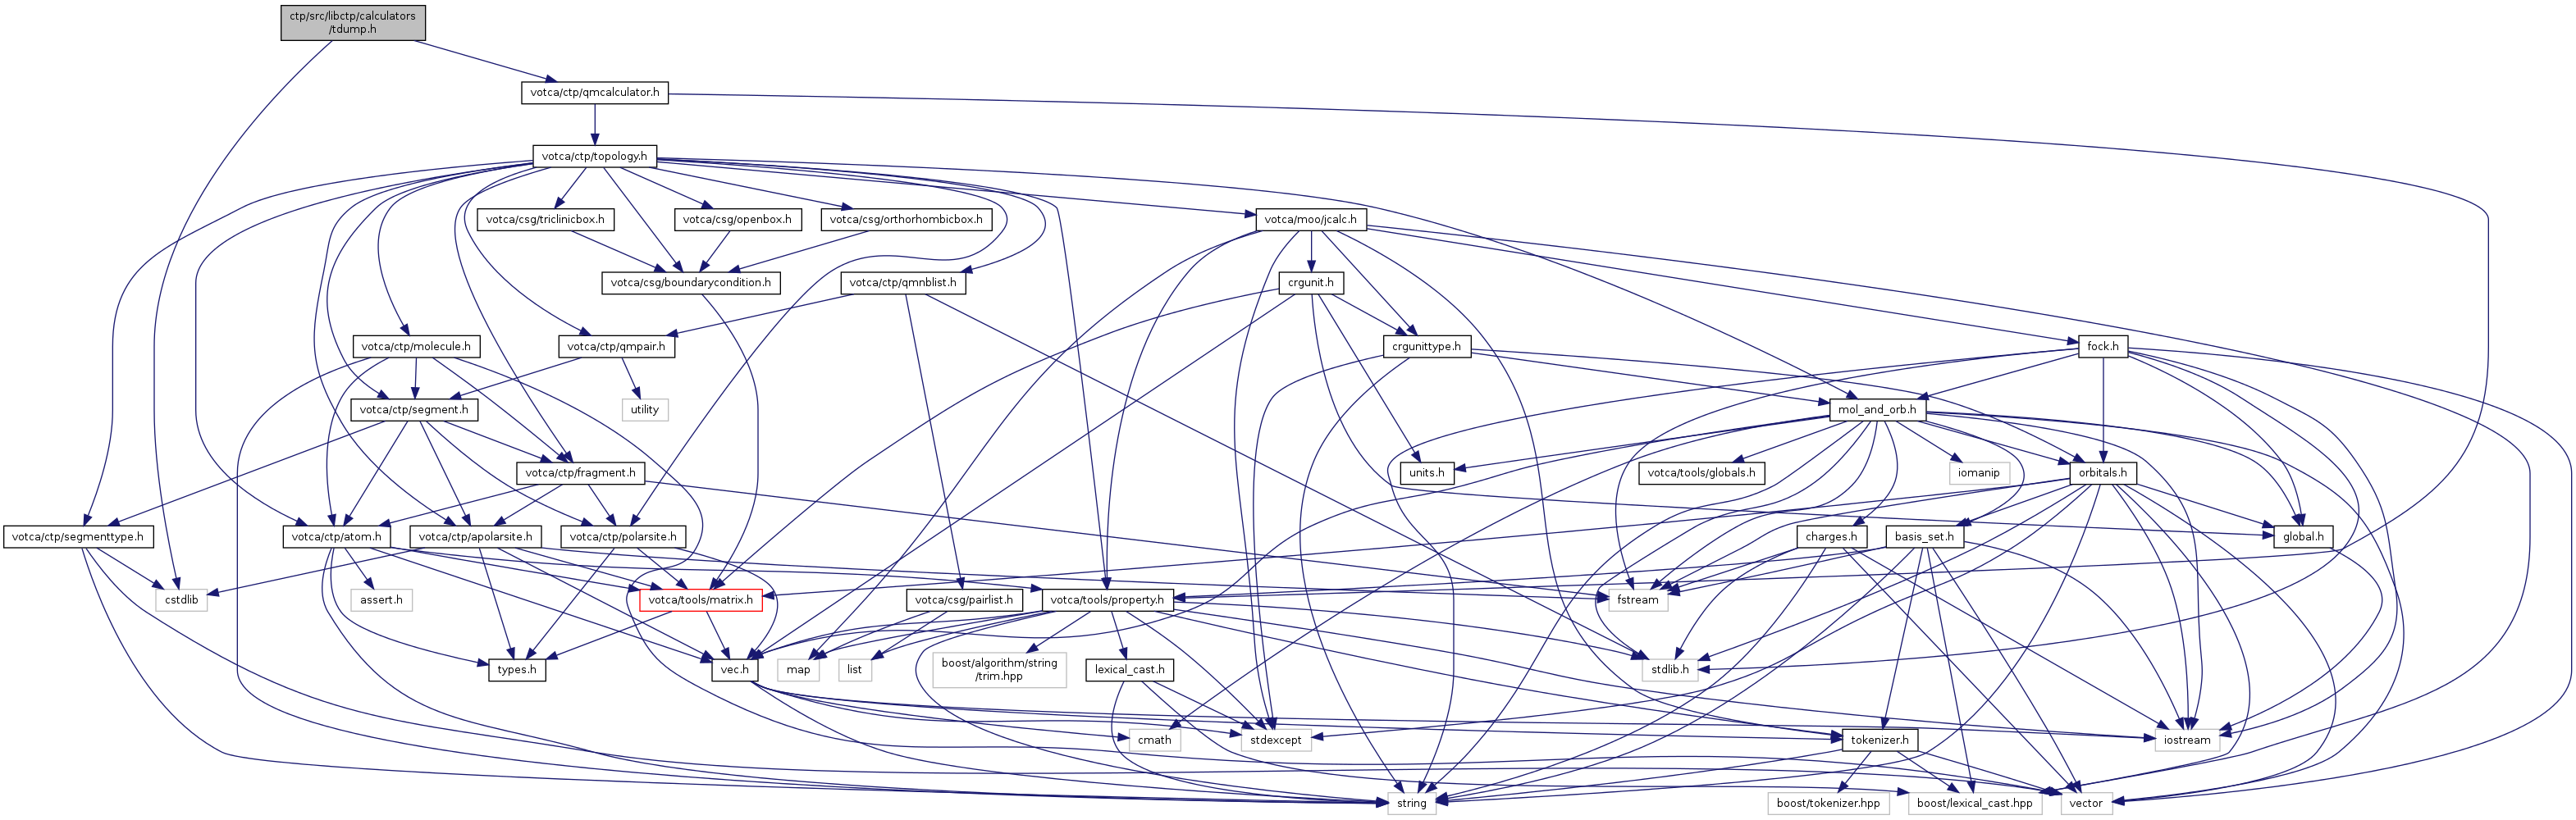 ctp/src/libctp/calculators
/tdump.h
votca/ctp/qmcalculator.h
votca/ctp/topology.h
votca/csg/triclinicbox.h
votca/csg/openbox.h
votca/csg/orthorhombicbox.h
votca/moo/jcalc.h
votca/csg/boundarycondition.h
votca/ctp/qmnblist.h
crgunit.h
votca/ctp/molecule.h
votca/ctp/qmpair.h
crgunittype.h
fock.h
votca/ctp/segment.h
utility
mol_and_orb.h
votca/ctp/fragment.h
units.h
votca/tools/globals.h
iomanip
orbitals.h
votca/ctp/segmenttype.h
votca/ctp/atom.h
votca/ctp/apolarsite.h
votca/ctp/polarsite.h
charges.h
basis_set.h
global.h
cstdlib
assert.h
votca/tools/matrix.h
votca/csg/pairlist.h
votca/tools/property.h
fstream
types.h
vec.h
map
list
boost/algorithm/string
/trim.hpp
lexical_cast.h
stdlib.h
cmath
stdexcept
tokenizer.h
iostream
string
boost/tokenizer.hpp
boost/lexical_cast.hpp
vector